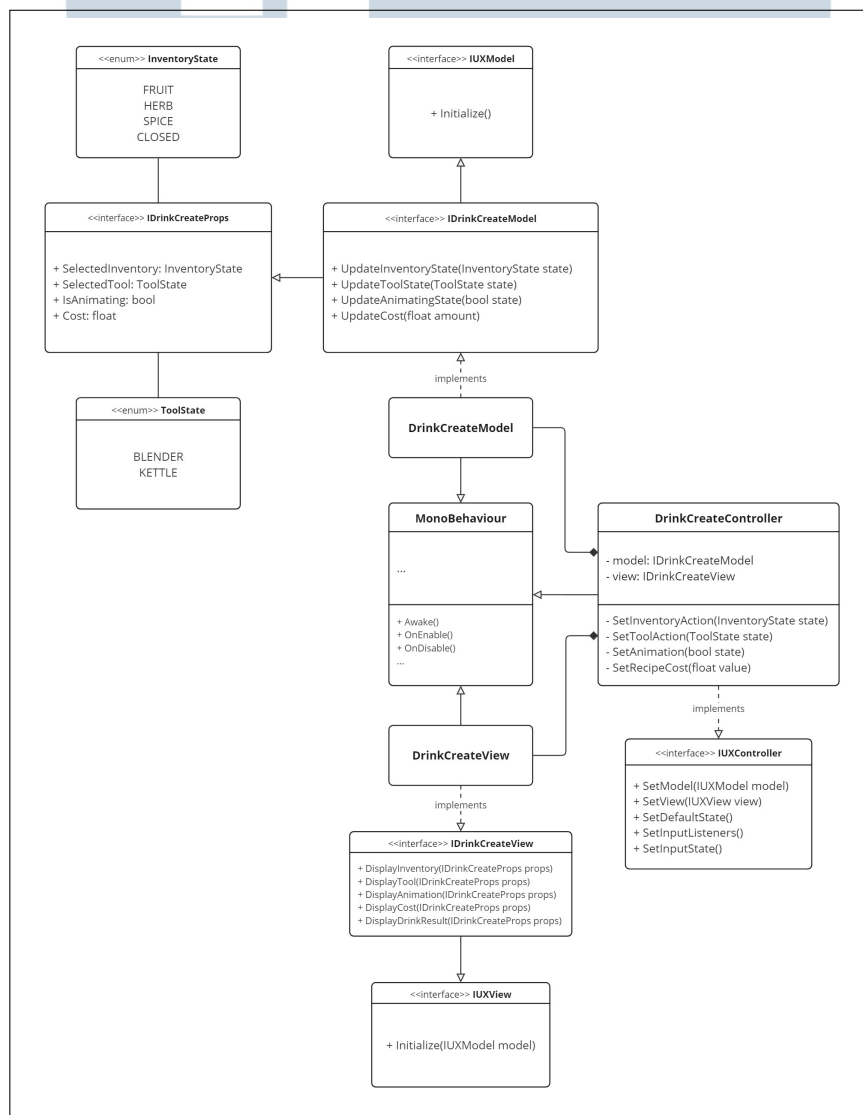 <<enum>> InventoryState
FRUIT
HERB
SPICE
CLOSED
<<interface>> IUXModel
+ Initialize()
<<interface>> IDrinkCreateProps
+ SelectedInventory: InventoryState
+ SelectedTool: ToolState
+ IsAnimating: bool
+ Cost: float
<<interface>> IDrinkCreateModel
+ UpdateInventoryState(InventoryState state)
+ UpdateToolState(ToolState state)
+ UpdateAnimatingState(bool state)
+ UpdateCost(float amount)
implements
<<enum>> ToolState
BLENDER
KETTLE
DrinkCreateModel
MonoBehaviour
...
+ Awake()
+ OnEnable()
+ OnDisable()
...
DrinkCreateController
- model: IDrinkCreateModel
- view: IDrinkCreateView
- SetInventoryAction(InventoryState state)
- SetToolAction(ToolState state)
- SetAnimation(bool state)
- SetRecipeCost(float value)
implements
DrinkCreateView
<<interface>> IUXController
+ SetModel(IUXModel model)
+ SetView(IUXView view)
+ SetDefaultState()
+ SetInputListeners()
+ SetInputState()
implements
<<interface>> IDrinkCreateView
+ DisplayInventory(IDrinkCreateProps props)
+ DisplayTool(IDrinkCreateProps props)
+ DisplayAnimation(IDrinkCreateProps props)
+ DisplayCost(IDrinkCreateProps props)
+ DisplayDrinkResult(IDrinkCreateProps props)
<<interface>> IUXView
+ Initialize(IUXModel model)